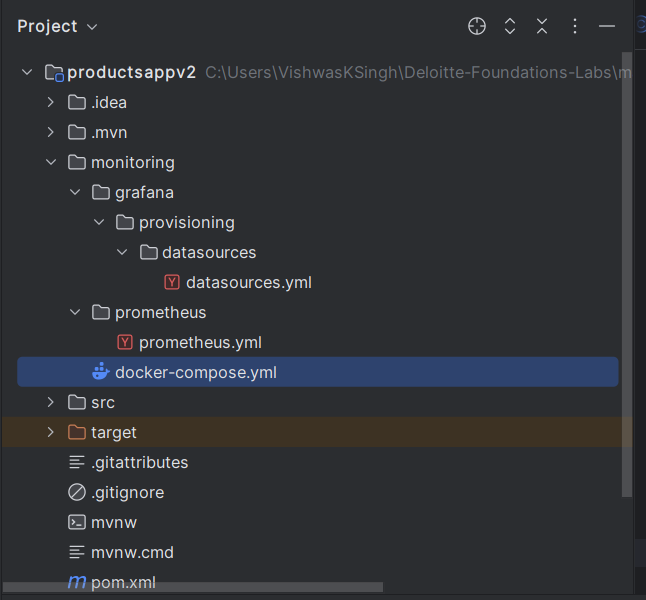 Project
productsappv2 C:\Users\VishwasKSingh\Deloitte-Foundations-Labs\m
.idea
.mvn
monitoring
grafana
provisioning
datasources
datasources.yml
prometheus
prometheus.yml
docker-compose.yml
src
target
.gitattributes
.gitignore
mvnw
mvnw.cmd
pom.xml